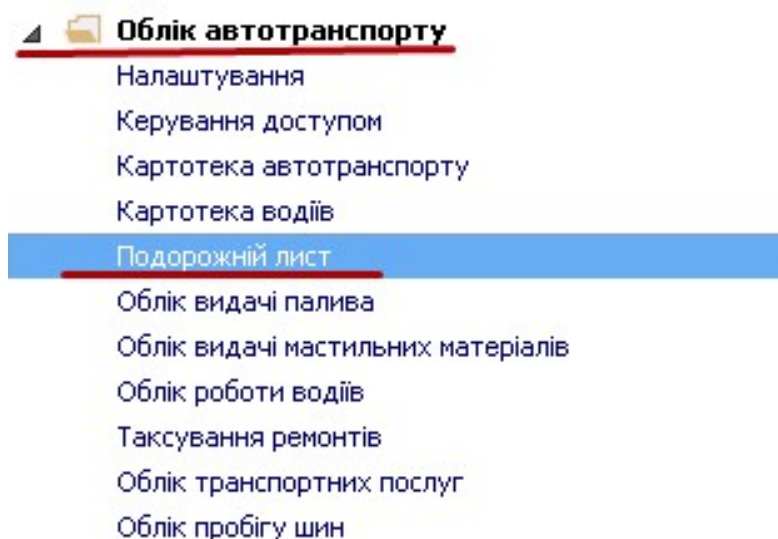 Облік автотранспорту
Налаштування
Керування доступом
Картотека автотранспорту
Картотека водіїв
Подорожній лист
Облік видачі палива
Облік видачі мастильних матеріалів
Облік роботи водіїв
Таксування ремонтів
Облік транспортних послуг
Облік пробігу шин